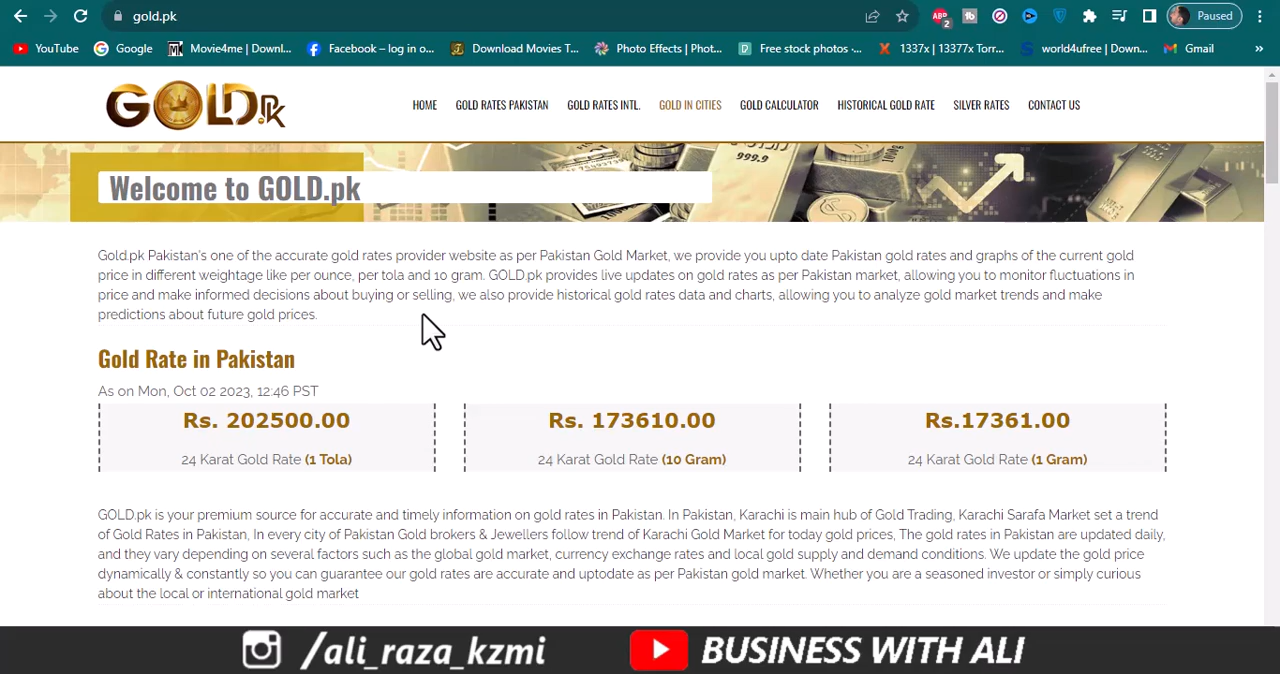 gold.pk
ABP
2
tb
Paused
YouTube
Google
Movie4me | Downl...
Facebook – log in o...
Download Movies T...
Photo Effects | Phot...
Free stock photos -...
1337x | 13377x Torr...
world4ufree | Down...
Gmail
»
GOLD.pk
HOME
GOLD RATES PAKISTAN
GOLD RATES INTL.
GOLD IN CITIES
GOLD CALCULATOR
HISTORICAL GOLD RATE
SILVER RATES
CONTACT US
999.9
1000g
Welcome to GOLD.pk
Gold.pk Pakistan's one of the accurate gold rates provider website as per Pakistan Gold Market, we provide you upto date Pakistan gold rates and graphs of the current gold
price in different weightage like per ounce, per tola and 10 gram. GOLD.pk provides live updates on gold rates as per Pakistan market, allowing you to monitor fluctuations in
price and make informed decisions about buying or selling, we also provide historical gold rates data and charts, allowing you to analyze gold market trends and make
predictions about future gold prices.
Gold Rate in Pakistan
As on Mon, Oct 02 2023, 12:46 PST
Rs. 202500.00
24 Karat Gold Rate (1 Tola)
Rs. 173610.00
24 Karat Gold Rate (10 Gram)
Rs.17361.00
24 Karat Gold Rate (1 Gram)
GOLD.pk is your premium source for accurate and timely information on gold rates in Pakistan. In Pakistan, Karachi is main hub of Gold Trading, Karachi Sarafa Market set a trend
of Gold Rates in Pakistan, In every city of Pakistan Gold brokers & Jewellers follow trend of Karachi Gold Market for today gold prices, The gold rates in Pakistan are updated daily,
and they vary depending on several factors such as the global gold market, currency exchange rates and local gold supply and demand conditions. We update the gold price
dynamically & constantly so you can guarantee our gold rates are accurate and uptodate as per Pakistan gold market. Whether you are a seasoned investor or simply curious
about the local or international gold market
/ali_raza_kzmi
BUSINESS WITH ALI